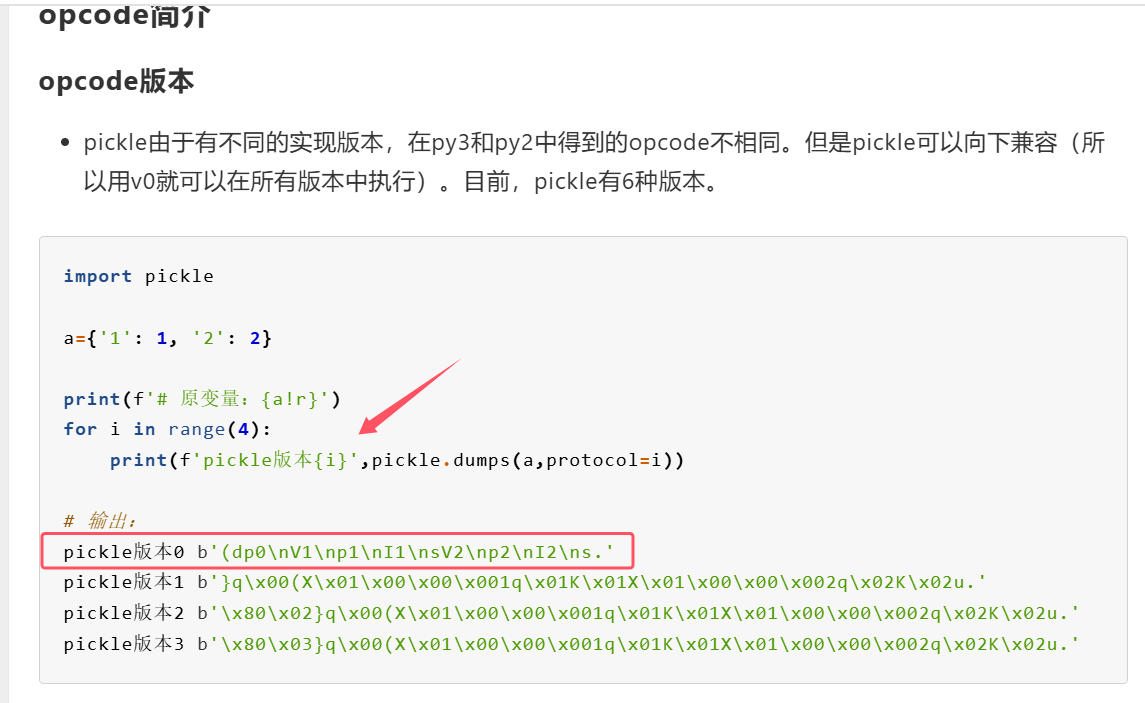 opcode简介
opcode版本
• pickle由于有不同的实现版本，在py3和py2中得到的opcode不相同。但是pickle可以向下兼容（所
以用v0就可以在所有版本中执行）。目前，pickle有6种版本。
import pickle
a={'1': 1, '2': 2}
print(f'# 原变量：{a!r}')
for i in range(4):
    print(f'pickle版本{i}',pickle.dumps(a,protocol=i))
# 输出：
pickle版本0 b'(dp0\nV1\np1\nI1\nsV2\np2\nI2\ns.'
pickle版本1 b'}q\x00(X\x01\x00\x00\x001q\x01K\x01X\x01\x00\x00\x002q\x02K\x02u.'
pickle版本2 b'\x80\x02}q\x00(X\x01\x00\x00\x001q\x01K\x01X\x01\x00\x00\x002q\x02K\x02u.'
pickle版本3 b'\x80\x03}q\x00(X\x01\x00\x00\x001q\x01K\x01X\x01\x00\x00\x002q\x02K\x02u.'